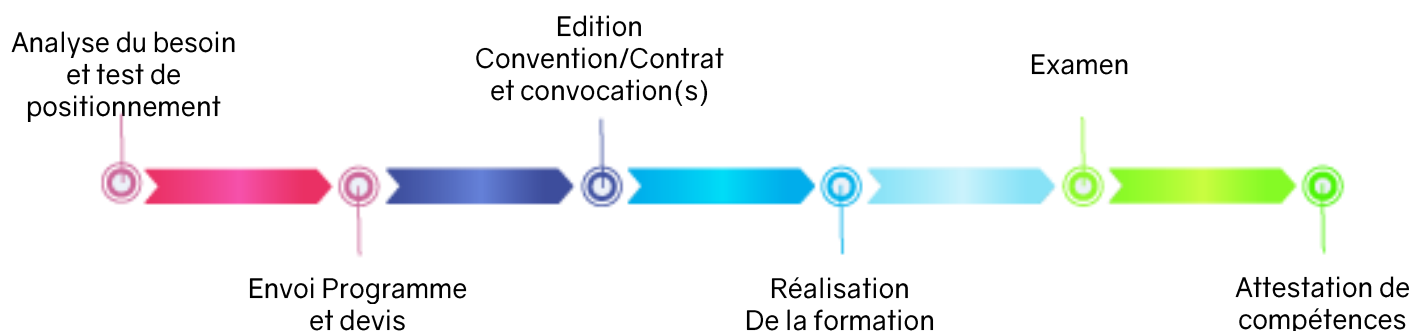 Analyse du besoin
et test de
positionnement
Envoi Programme
et devis
Edition
Convention/Contrat
et convocation(s)
Réalisation
De la formation
Examen
Attestation de
compétences